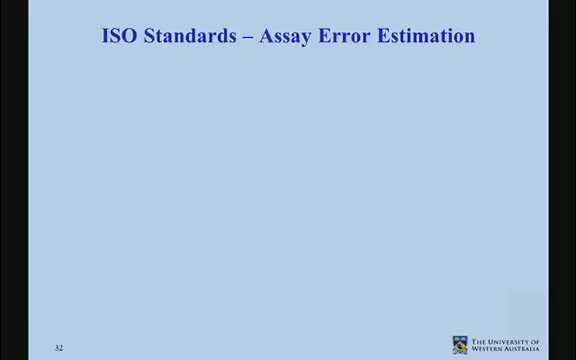 ISO Standards – Assay Error Estimation
32
THE UNIVERSITY OF
WESTERN AUSTRALIA